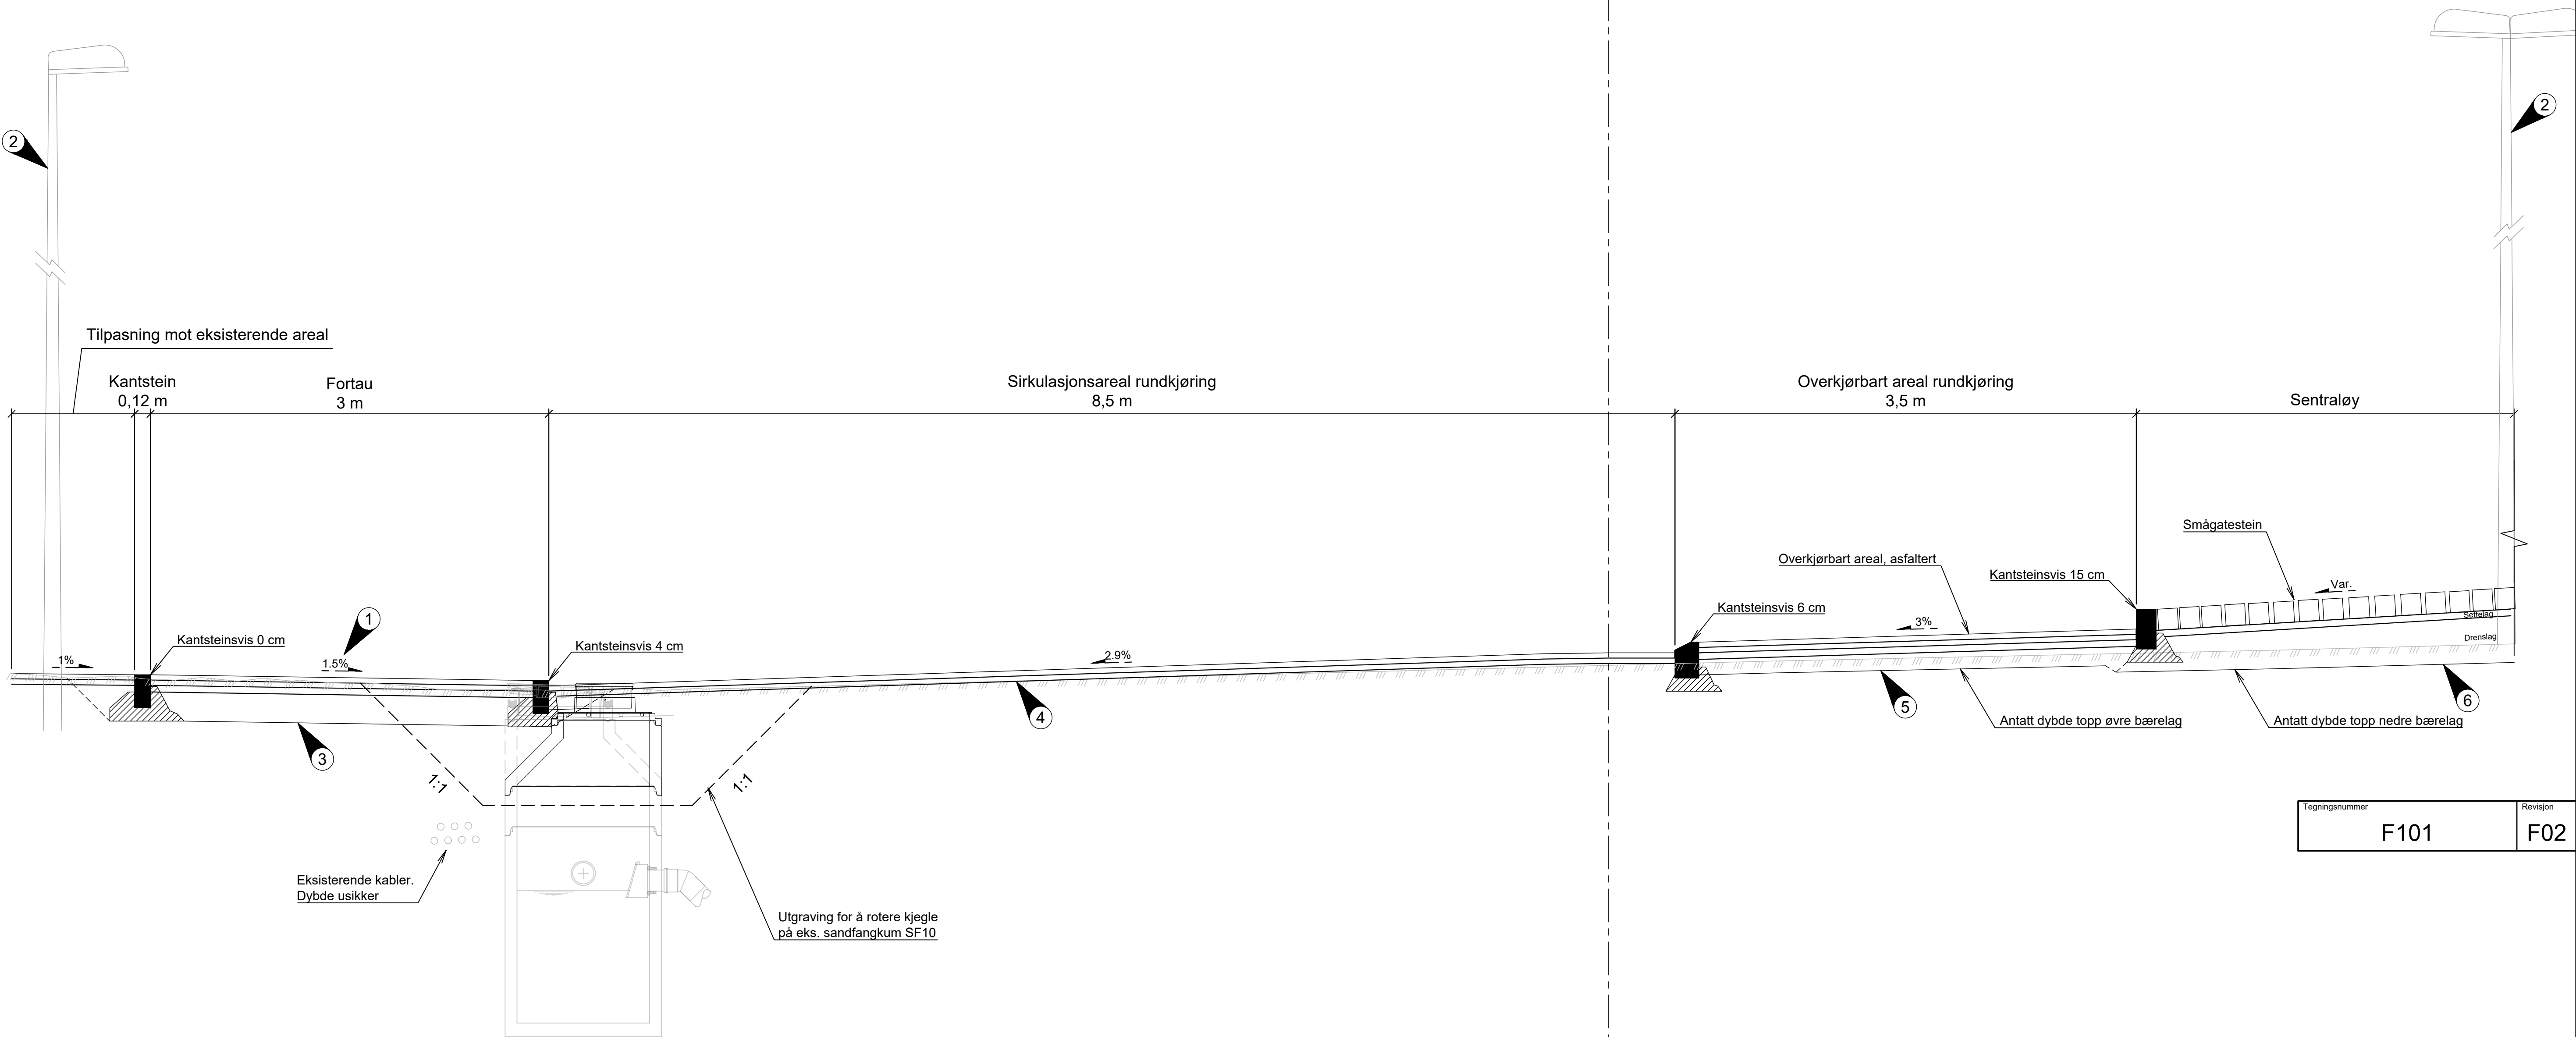 2
2
Tilpasning mot eksisterende areal
Kantstein
0,12 m
Fortau
3 m
Sirkulasjonsareal rundkjøring
8,5 m
Overkjørbart areal rundkjøring
3,5 m
Sentraløy
Smågatestein
Overkjørbart areal, asfaltert
Kantsteinsvis 15 cm
Var.
Kantsteinsvis 6 cm
Settelag
1
3%
Kantsteinsvis 0 cm
Kantsteinsvis 4 cm
Drenslag
1%
1.5%
2.9%
4
5
6
Antatt dybde topp øvre bærelag
Antatt dybde topp nedre bærelag
3
1:1
1:1
Tegningsnummer
F101
Revisjon
F02
Eksisterende kabler.
Dybde usikker
Utgraving for å rotere kjegle
på eks. sandfangkum SF10